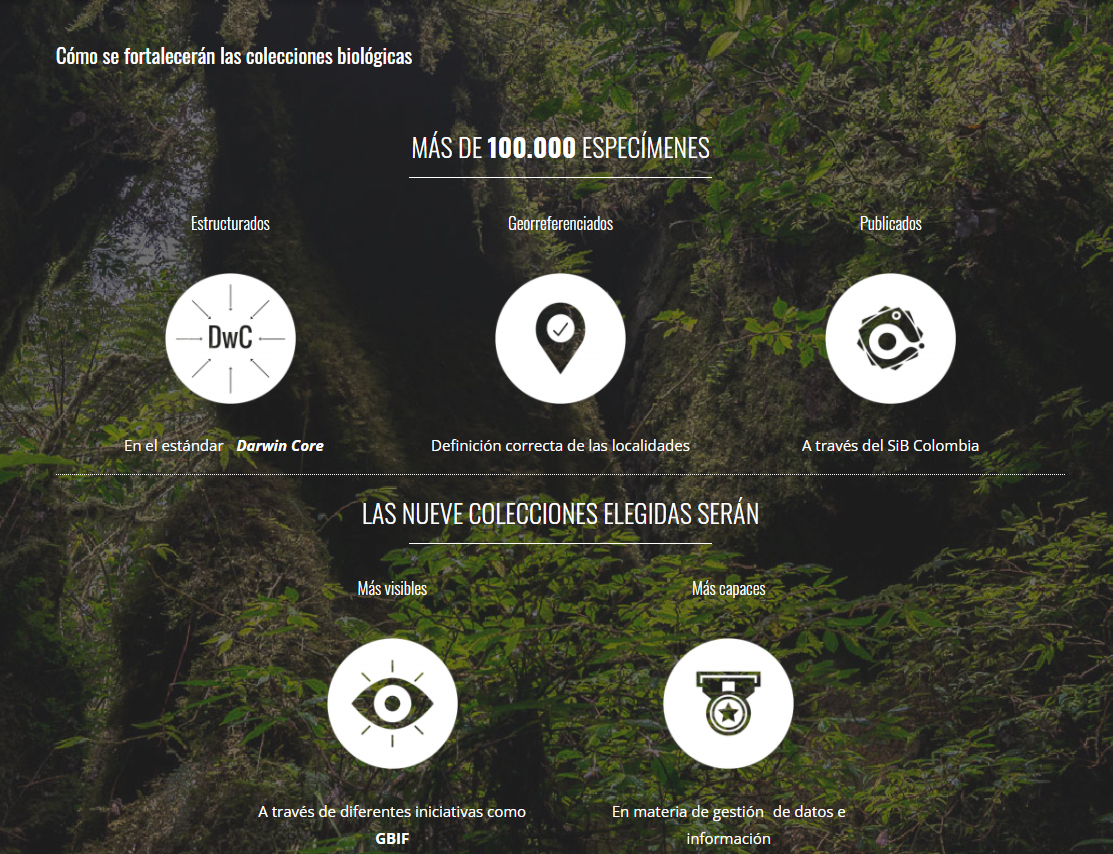 Cómo se fortalecerán las colecciones biológicas
MÁS DE 100.000 ESPECÍMENES
Estructurados
Georreferenciados
Publicados
DwC
En el estándar Darwin Core
Definición correcta de las localidades
A través del SiB Colombia
LAS NUEVE COLECCIONES ELEGIDAS SERÁN
Más visibles
Más capaces
A través de diferentes iniciativas como
GBIF
En materia de gestión de datos e
información